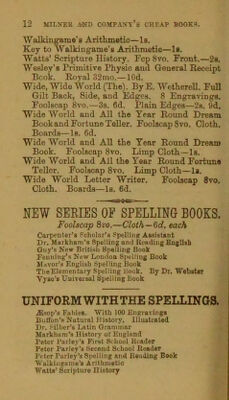 12 MILNER AND COMPANY'S CHEAP BOOKS.
Walkingame's Arithmetic—1s.
Key to Walkingame's Arithmetic—1s.
Watts' Scripture History. Fcp 8vo. Front.—2s.
Wesley's Primitive Physic and General Receipt
Book. Royal 32mo.—10d.
Wide, Wide World (The). By E. Wetherell. Full
Gilt Back, Side, and Edges. 8 Engravings.
Foolscap 8vo.—3s. 6d. Plain Edges—2s. 9d.
Wide World and All the Year Round Dream
Book and Fortune Teller. Foolscap 8vo. Cloth.
Boards—1s. 6d.
Wide World and All the Year Round Dream
Book. Foolscap 8vo. Limp Cloth—1s.
Wide World and All the Year Round Fortune
Teller. Foolscap 8vo. Limp Cloth—1s.
Wide World Letter Writer. Foolscap 8vo.
Cloth. Boards—1s. 6d.
NEW SERIES OF SPELLING BOOKS.
Foolscap 8vo.—Cloth—6d. each
Carpenter's Scholar's Spelling Assistant
Dr. Markham's Spelling and Reading English
Guy's New British Spelling Book
Fenning's New London Spelling Book
Mavor's English Spelling Book
The Elementary Spelling Book. By Dr. Webster
Vyse's Universal Spelling Book
UNIFORM WITH THE SPELLINGS.
Æsop's Fables. With 100 Engravings
Buffon's Natural History. Illustrated
Dr. Silber's Latin Grammar
Markham's History of England
Peter Parley's First School Reader
Peter Parley's Second School Reader
Peter Parley's Spelling and Reading Book
Walkingame's Arithmetic
Watts' Scripture History